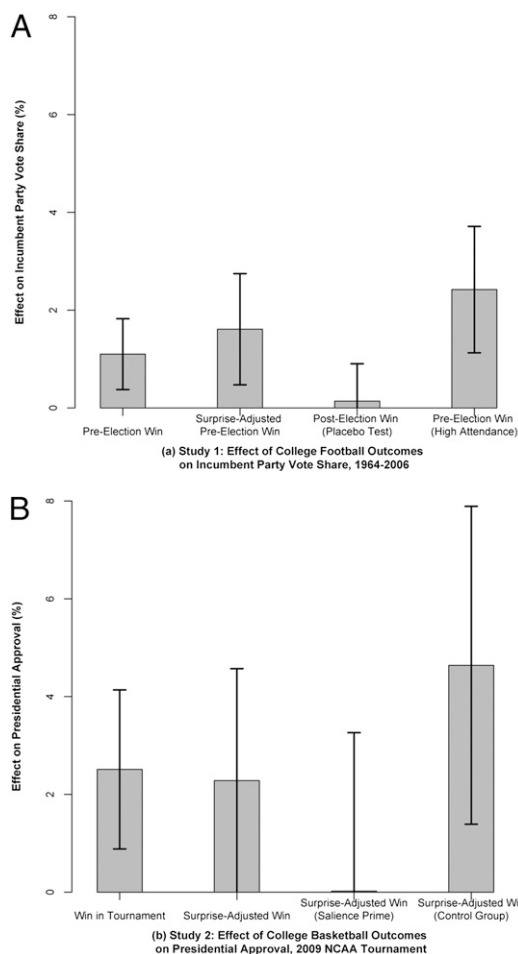 A
Effect on Incumbent Party Vote Share (%)
8
6
4
2
0
Pre-Election Win
Surprise-Adjusted
Pre-Election Win
Post-Election Win
(Placebo Test)
Pre-Election Win
(High Attendance)
(a) Study 1: Effect of College Football Outcomes
on Incumbent Party Vote Share, 1964-2006
B
Effect on Presidential Approval (%)
8
6
4
2
0
Win in Tournament
Surprise-Adjusted Win
Surprise-Adjusted Win
(Salience Prime)
Surprise-Adjusted Wi
(Control Group)
(b) Study 2: Effect of College Basketball Outcomes
on Presidential Approval, 2009 NCAA Tournament